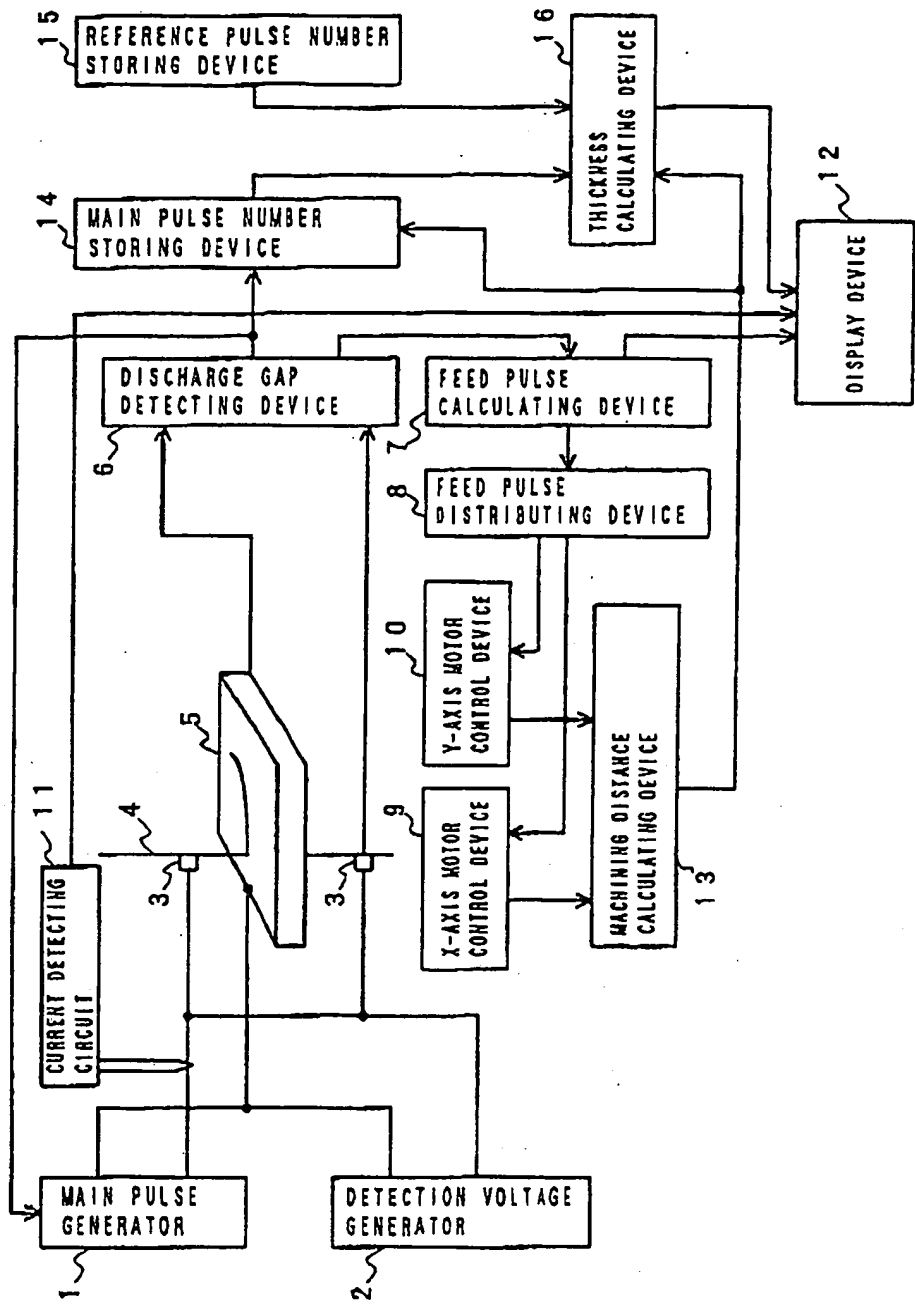 15
REFERENCE PULSE NUMBER
STORING DEVICE
14
MAIN PULSE NUMBER
STORING DEVICE
16
THICKNESS
CALCULATING DEVICE
12
DISPLAY DEVICE
6
DISCHARGE GAP
DETECTING DEVICE
7
FEED PULSE
CALCULATING DEVICE
8
FEED PULSE
DISTRIBUTING DEVICE
10
Y-AXIS MOTOR
CONTROL DEVICE
9
X-AXIS MOTOR
CONTROL DEVICE
MACHINING DISTANCE
CALCULATING DEVICE
13
5
4
3
3
11
CURRENT DETECTING
CIRCUIT
MAIN PULSE
GENERATOR
1
DETECTION VOLTAGE
GENERATOR
2